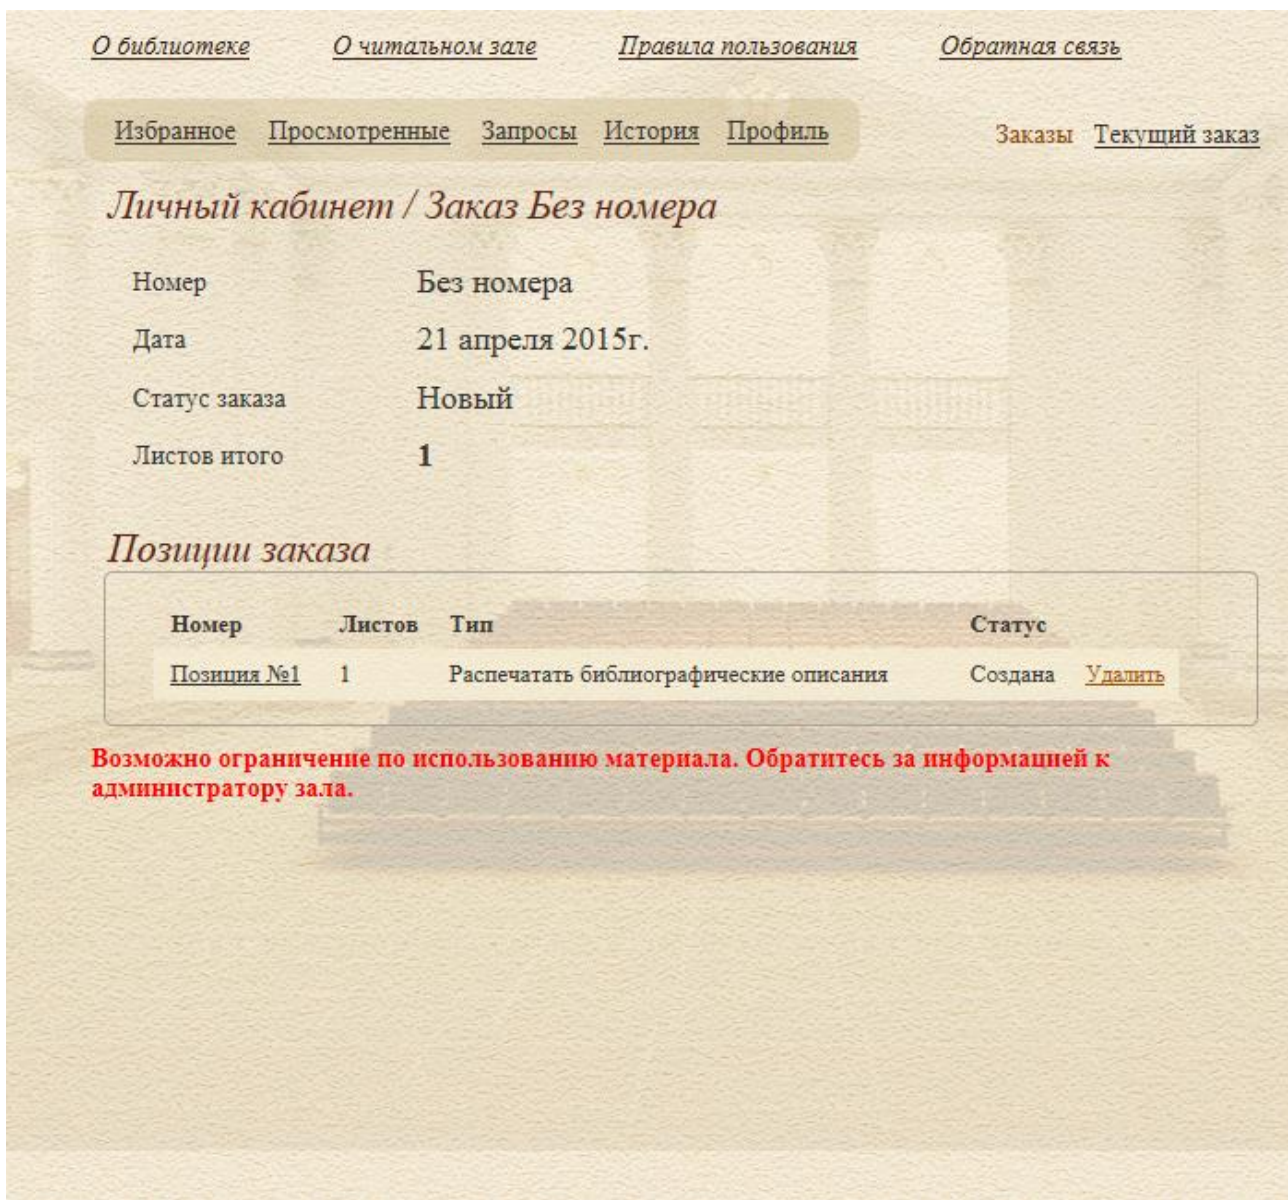 О библиотеке О читальном зале Правила пользования Обратная связь
Избранное Просмотренные Запросы История Профиль Заказы Текущий заказ
Личный кабинет / Заказ Без номера
Номер Без номера
Дата 21 апреля 2015г.
Статус заказа Новый
Листов итого 1
Позиции заказа
Номер Листов Тип Статус
Позиция №1 1 Распечатать библиографические описания Создана Удалить
Возможно ограничение по использованию материала. Обратитесь за информацией к
администратору зала.